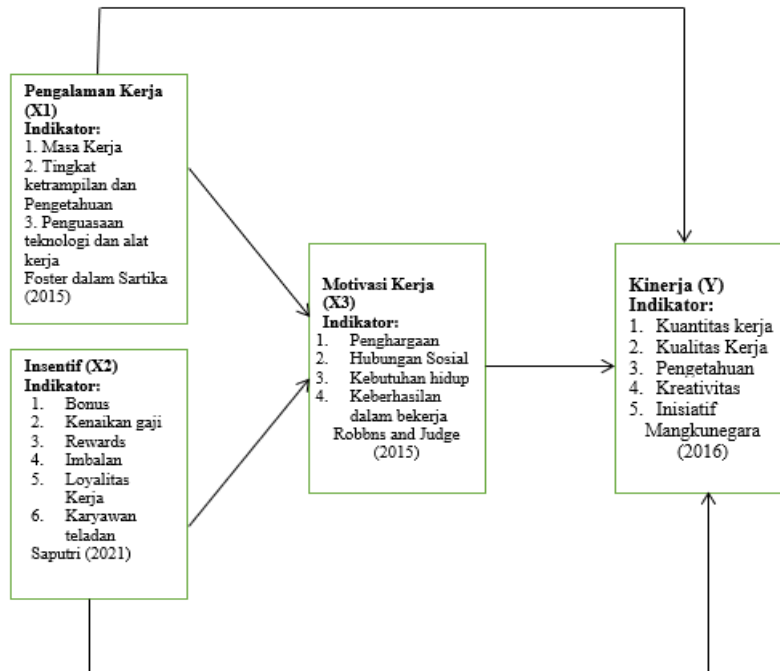 Pengalaman Kerja
(X1)
Indikator:
1. Masa Kerja
2. Tingkat
ketrampilan dan
Pengetahuan
3. Penguasaan
teknologi dan alat
kerja
Foster dalam Sartika
(2015)
Insentif (X2)
Indikator:
1. Bonus
2. Kenaikan gaji
3. Rewards
4. Imbalan
5. Loyalitas
Kerja
6. Karyawan
teladan
Saputri (2021)
Motivasi Kerja
(X3)
Indikator:
1. Penghargaan
2. Hubungan Sosial
3. Kebutuhan hidup
4. Keberhasilan
dalam bekerja
Robbns and Judge
(2015)
Kinerja (Y)
Indikator:
1. Kuantitas kerja
2. Kualitas Kerja
3. Pengetahuan
4. Kreativitas
5. Inisiatif
Mangkunegara
(2016)